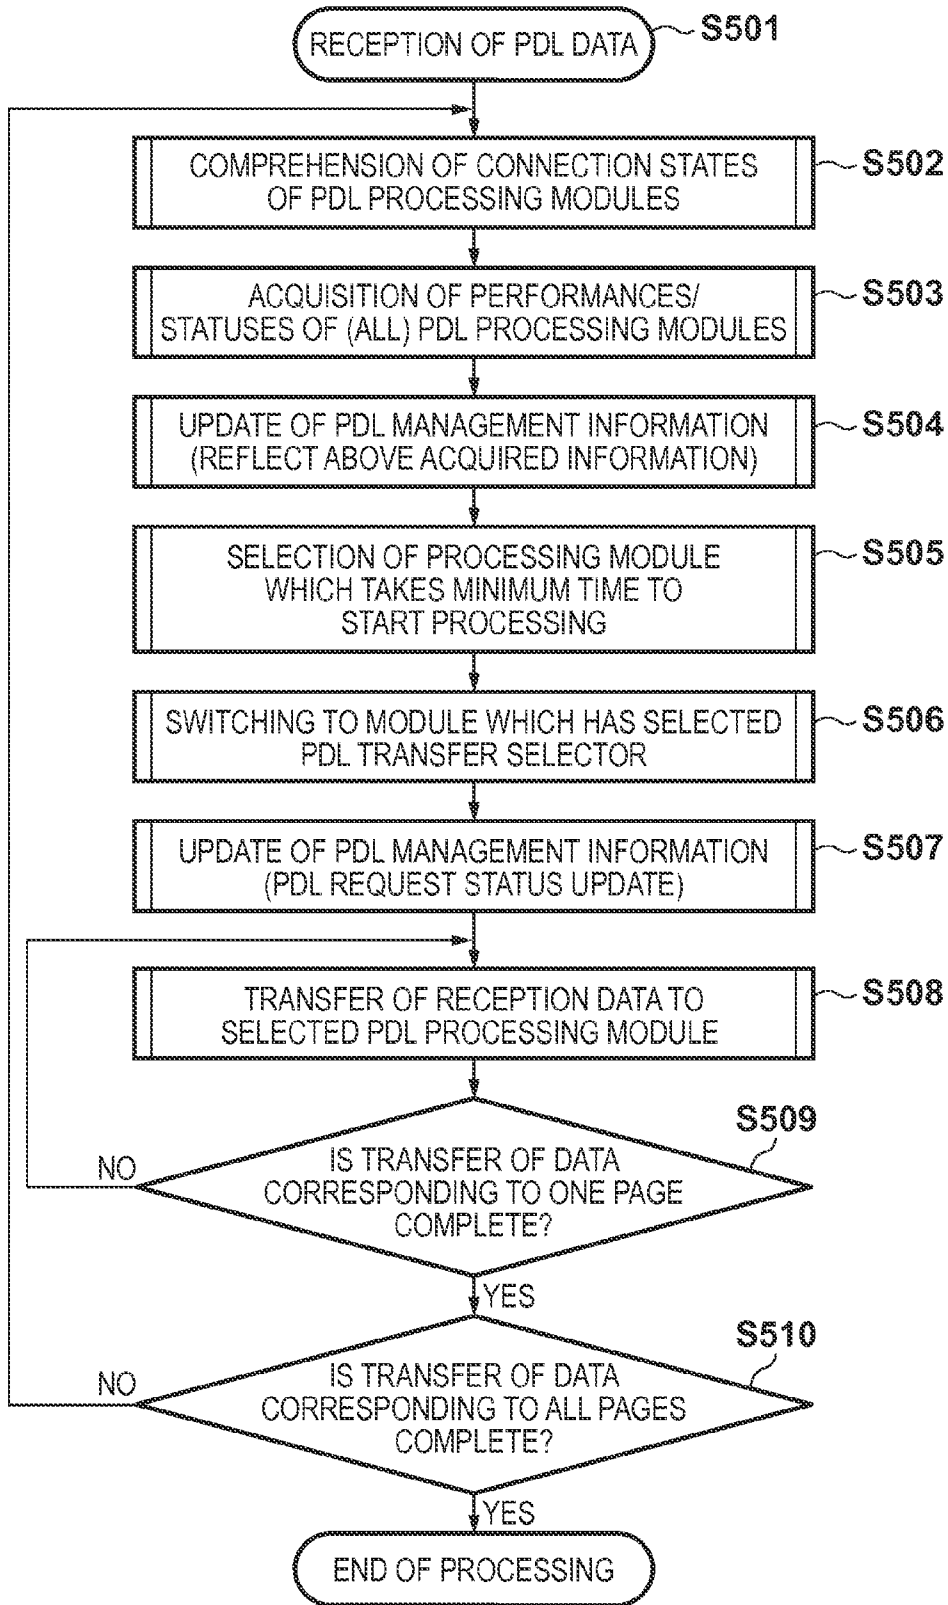 RECEPTION OF PDL DATA
S501
COMPREHENSION OF CONNECTION STATES
OF PDL PROCESSING MODULES
S502
ACQUISITION OF PERFORMANCES/
STATUSES OF (ALL) PDL PROCESSING MODULES
S503
UPDATE OF PDL MANAGEMENT INFORMATION
(REFLECT ABOVE ACQUIRED INFORMATION)
S504
SELECTION OF PROCESSING MODULE
WHICH TAKES MINIMUM TIME TO
START PROCESSING
S505
SWITCHING TO MODULE WHICH HAS SELECTED
PDL TRANSFER SELECTOR
S506
UPDATE OF PDL MANAGEMENT INFORMATION
(PDL REQUEST STATUS UPDATE)
S507
TRANSFER OF RECEPTION DATA TO
SELECTED PDL PROCESSING MODULE
S508
S509
NO
IS TRANSFER OF DATA
CORRESPONDING TO ONE PAGE
COMPLETE?
YES
S510
NO
IS TRANSFER OF DATA
CORRESPONDING TO ALL PAGES
COMPLETE?
YES
END OF PROCESSING